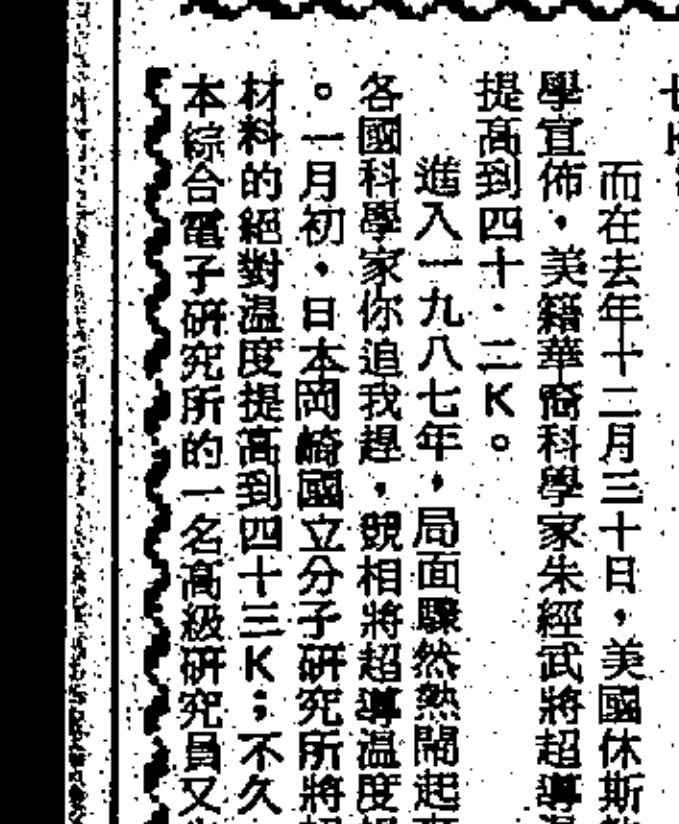 七K
而在去年十二月三十日，美國休斯
學宣佈，美籍華裔科學家朱經武將超導
提高到四十．二K。
進入一九八七年，局面驟然熱鬧起
各國科學家你追我趕，競相將超導溫度
。一月初，日本岡崎國立分子研究所將
材料的絕對溫度提高到四十三K；不久
本綜合電子研究所的一名高級研究員又